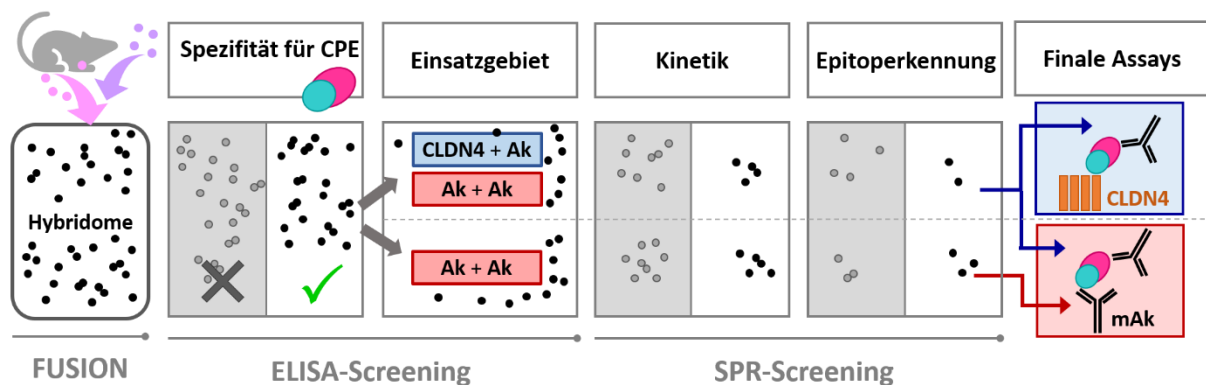 Spezifität für CPE
Einsatzgebiet
Kinetik
Epitoperkennung
Finale Assays
Hybridome
CLDN4 + Ak
Ak + Ak
Ak + Ak
CLDN4
mAk
FUSION
ELISA-Screening
SPR-Screening